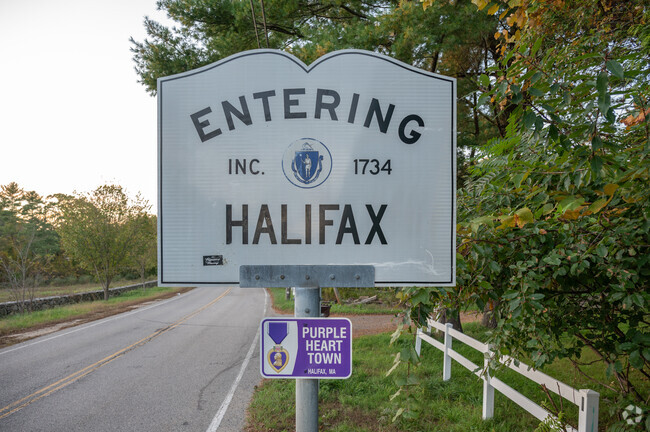 ENTERING
INC. 1734
HALIFAX
PURPLE
HEART
TOWN
HALIFAX, MA